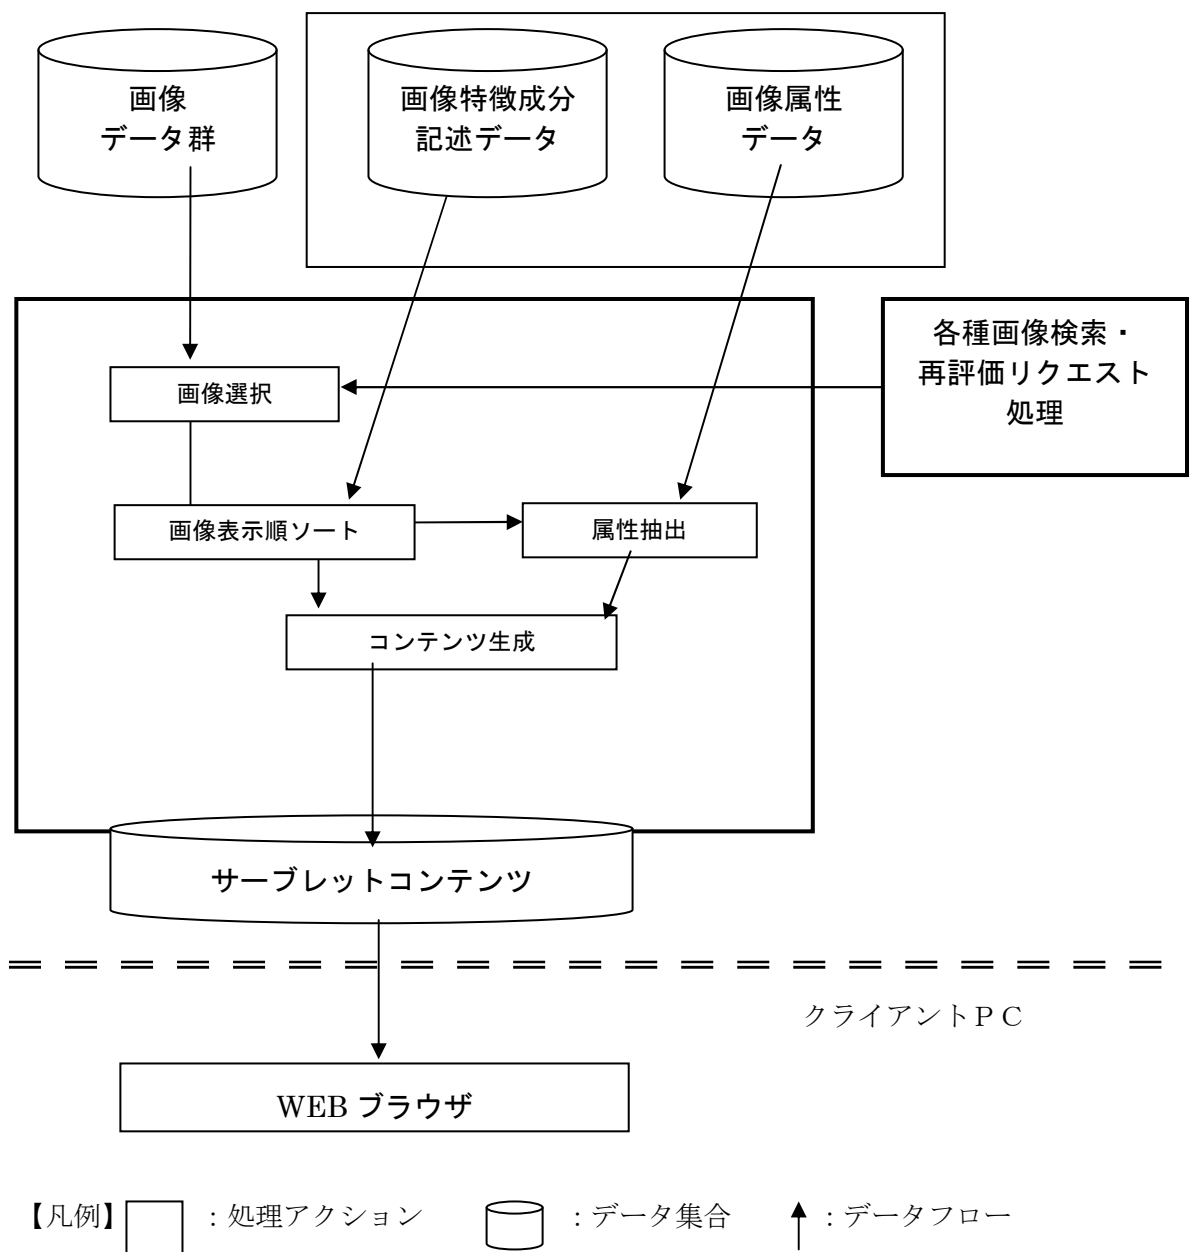 画像
データ群
画像特徴成分
記述データ
画像属性
データ
各種画像検索・
再評価リクエスト
処理
画像選択
画像表示順ソート
属性抽出
コンテンツ生成
サーブレットコンテンツ
クライアントＰＣ
WEB ブラウザ
【凡例】 ：処理アクション ：データ集合 ：データフロー